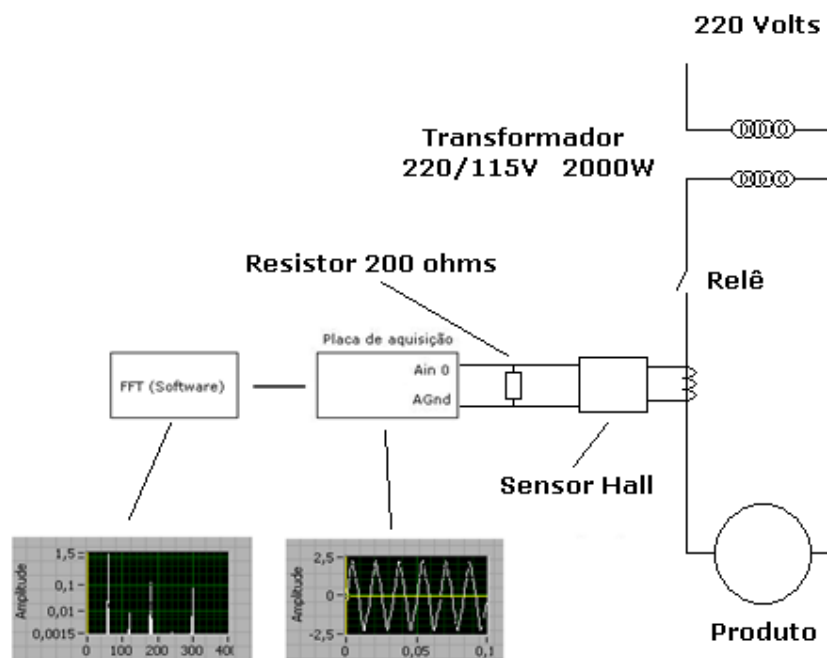 220 Volts
Transformador
220/115V 2000W
Resistor 200 ohms
Relê
Placa de aquisição
Ain 0
AGnd
FFT (Software)
Sensor Hall
Amplitude
1,5
0,1
0,01
0,0015
0 100 200 300 400
Amplitude
2,5
0
-2,5
0 0,05 0,1
Produto